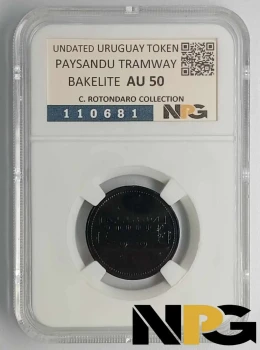 UNDATED URUGUAY TOKEN
PAYSANDU TRAMWAY
BAKELITE AU 50
C. ROTONDARO COLLECTION
110681 NPG
NPG